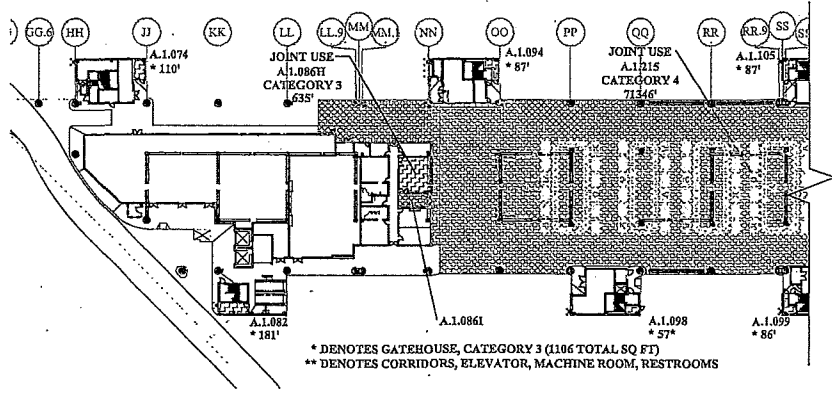 GG.6 HH JJ KK LL LL.9 MM MM.1 NN OO PP QQ RR RR.9 SS
A.1.074
* 110'
JOINT USE
A.1.086H
CATEGORY 3
635'
A.1.094
* 87'
JOINT USE
A.1.215
CATEGORY 4
71346'
A.1.105
* 87'
A.1.082
* 181'
A.1.0861
A.1.098
* 57*
A.1.099
* 86'
* DENOTES GATEHOUSE, CATEGORY 3 (1106 TOTAL SQ FT)
** DENOTES CORRIDORS, ELEVATOR, MACHINE ROOM, RESTROOMS